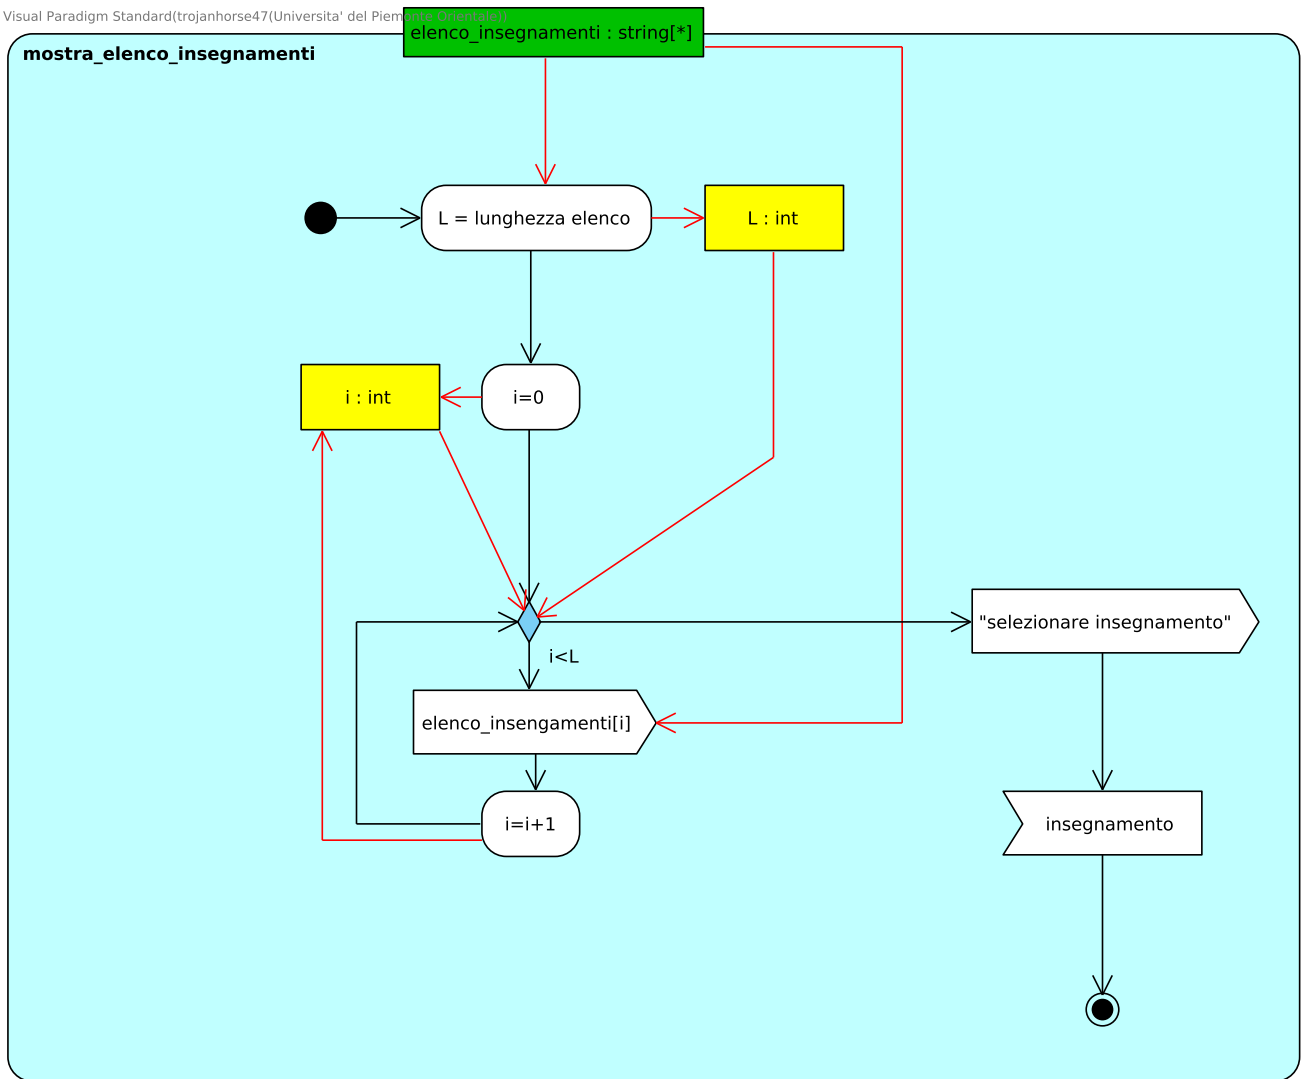 Visual Paradigm Standard(trojanhorse47(Universita' del Piemonte Orientale))
elenco_insegnamenti : string[*]
mostra_elenco_insegnamenti
L = lunghezza elenco
L : int
i : int
i=0
"selezionare insegnamento"
i<L
elenco_insengamenti[i]
i=i+1
insegnamento